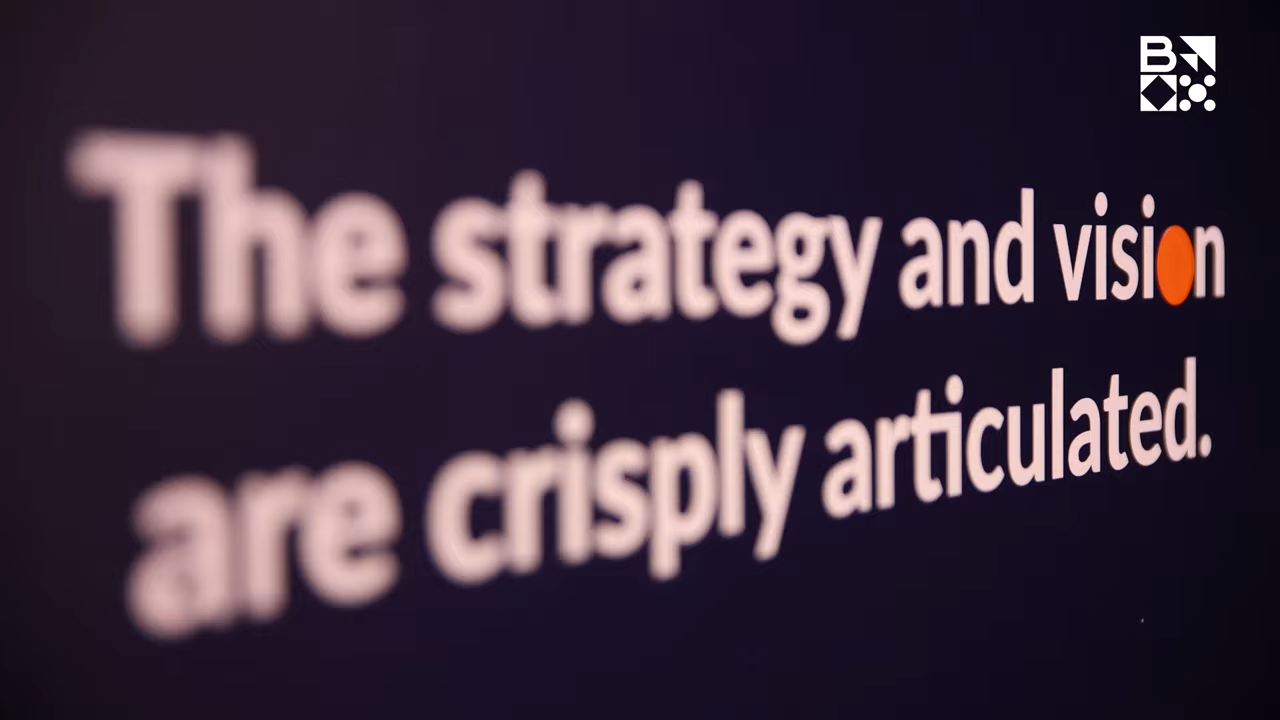 B
The strategy and vision
are crisply articulated.